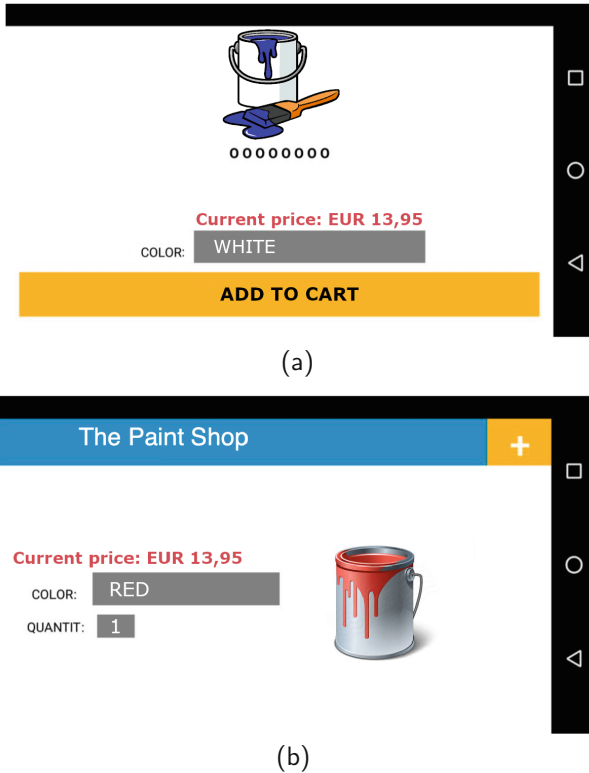 00000000
Current price: EUR 13,95
COLOR: WHITE
ADD TO CART
(a)
The Paint Shop +
Current price: EUR 13,95
COLOR: RED
QUANTIT: 1
(b)